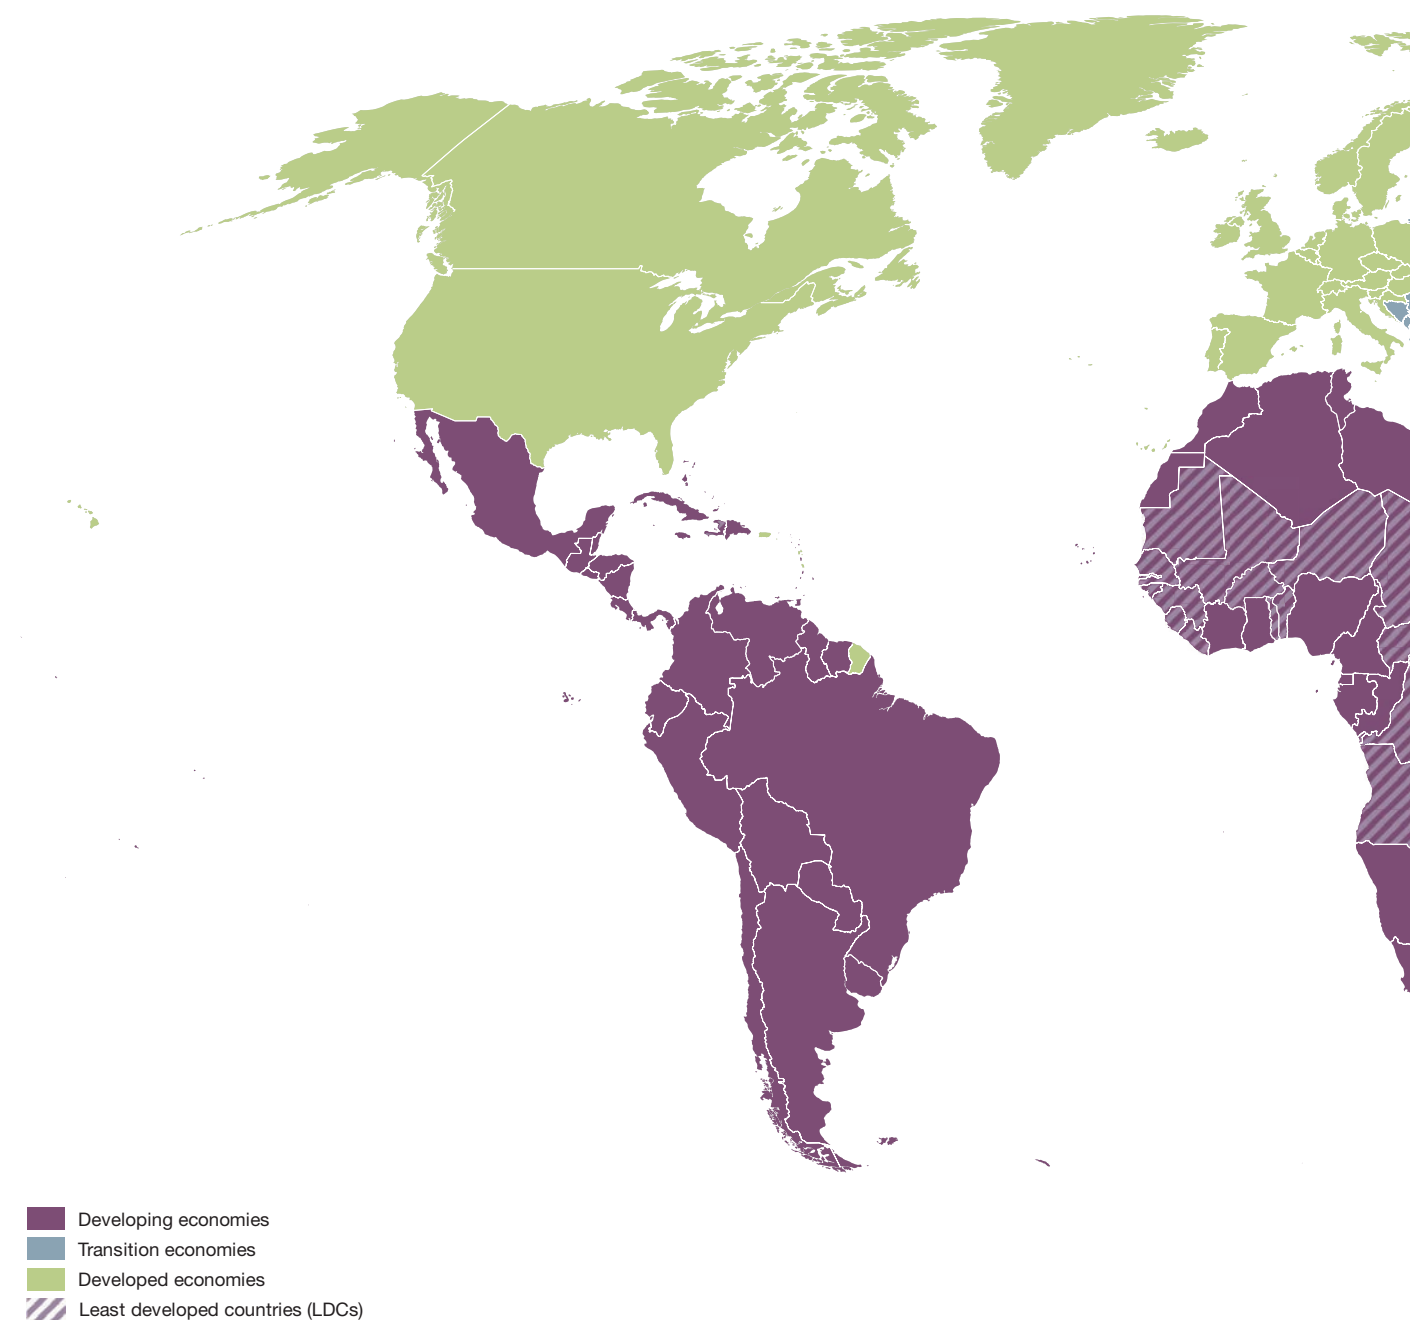 Developing economies
Transition economies
Developed economies
Least developed countries (LDCs)